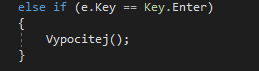 else if (e.Key == Key.Enter)
{
Vypocitej();
}